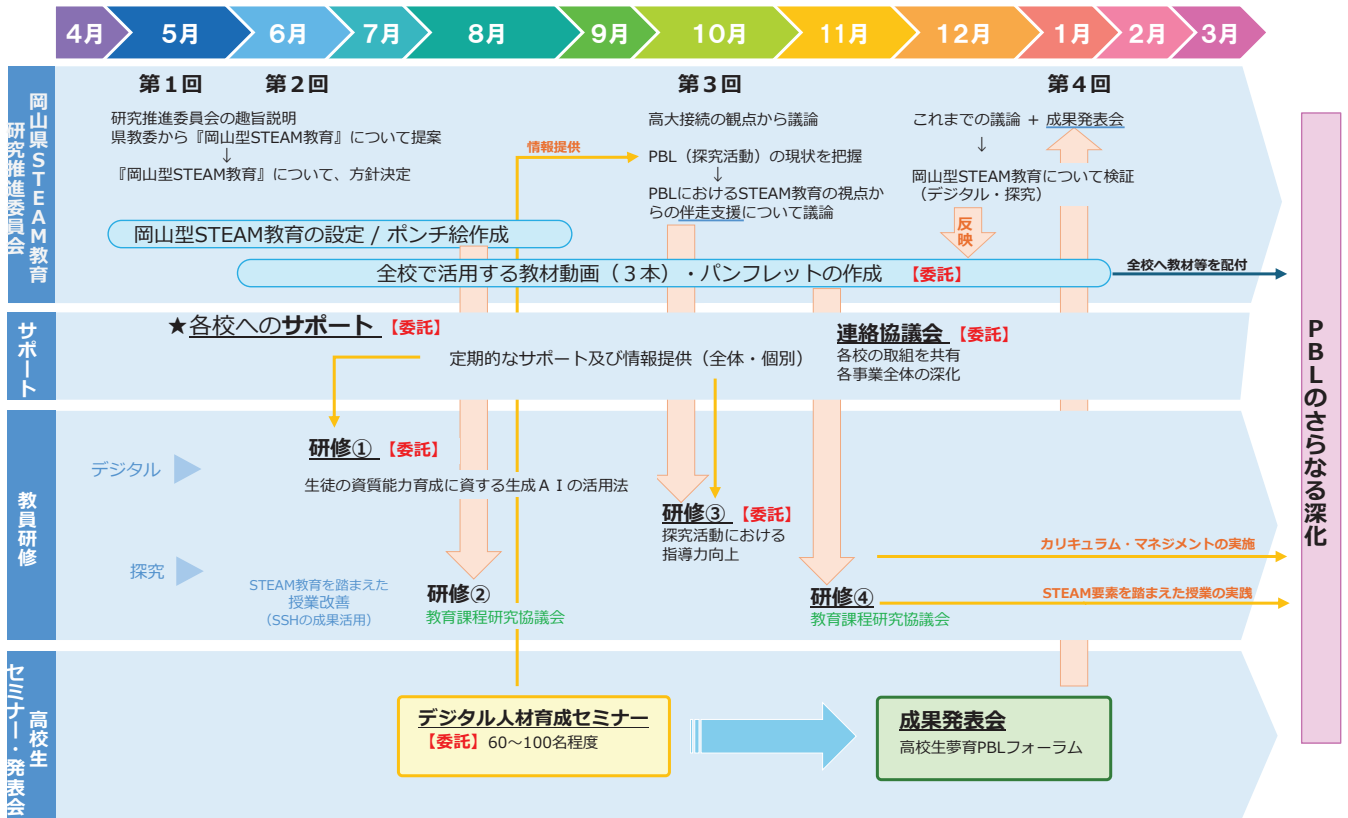 4月
5月
6月
7月
8月
9月
10月
11月
12月
1月
2月
3月
岡山県STEAM教育
研究推進委員会
第1回
研究推進委員会の趣旨説明
県教委から『岡山型STEAM教育』について提案
↓
『岡山型STEAM教育』について、方針決定
第2回
情報提供
第3回
高大接続の観点から議論
PBL（探究活動）の現状を把握
↓
PBLにおけるSTEAM教育の視点か
らの伴走支援について議論
第4回
これまでの議論 + 成果発表会
↓
岡山型STEAM教育について検証
（デジタル・探究）
反
映
岡山型STEAM教育の設定 / ポンチ絵作成
全校で活用する教材動画（３本）・パンフレットの作成 【委託】
全校へ教材等を配付
サポート
★各校へのサポート 【委託】
定期的なサポート及び情報提供（全体・個別）
連絡協議会 【委託】
各校の取組を共有
各事業全体の深化
教員研修
デジタル
探究
研修① 【委託】
生徒の資質能力育成に資する生成ＡＩの活用法
STEAM教育を踏まえた
授業改善
（SSHの成果活用）
研修②
教育課程研究協議会
研修③ 【委託】
探究活動における
指導力向上
研修④
教育課程研究協議会
カリキュラム・マネジメントの実施
STEAM要素を踏まえた授業の実践
高校生
セミナー・発表会
デジタル人材育成セミナー
【委託】60～100名程度
成果発表会
高校生夢育PBLフォーラム
PBLのさらなる深化